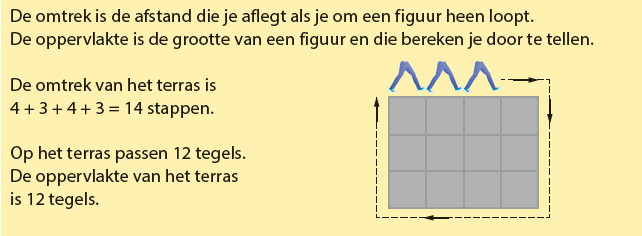 De omtrek is de afstand die je aflegt als je om een figuur heen loopt.
De oppervlakte is de grootte van een figuur en die bereken je door te tellen.
De omtrek van het terras is
4 + 3 + 4 + 3 = 14 stappen.
Op het terras passen 12 tegels.
De oppervlakte van het terras
is 12 tegels.